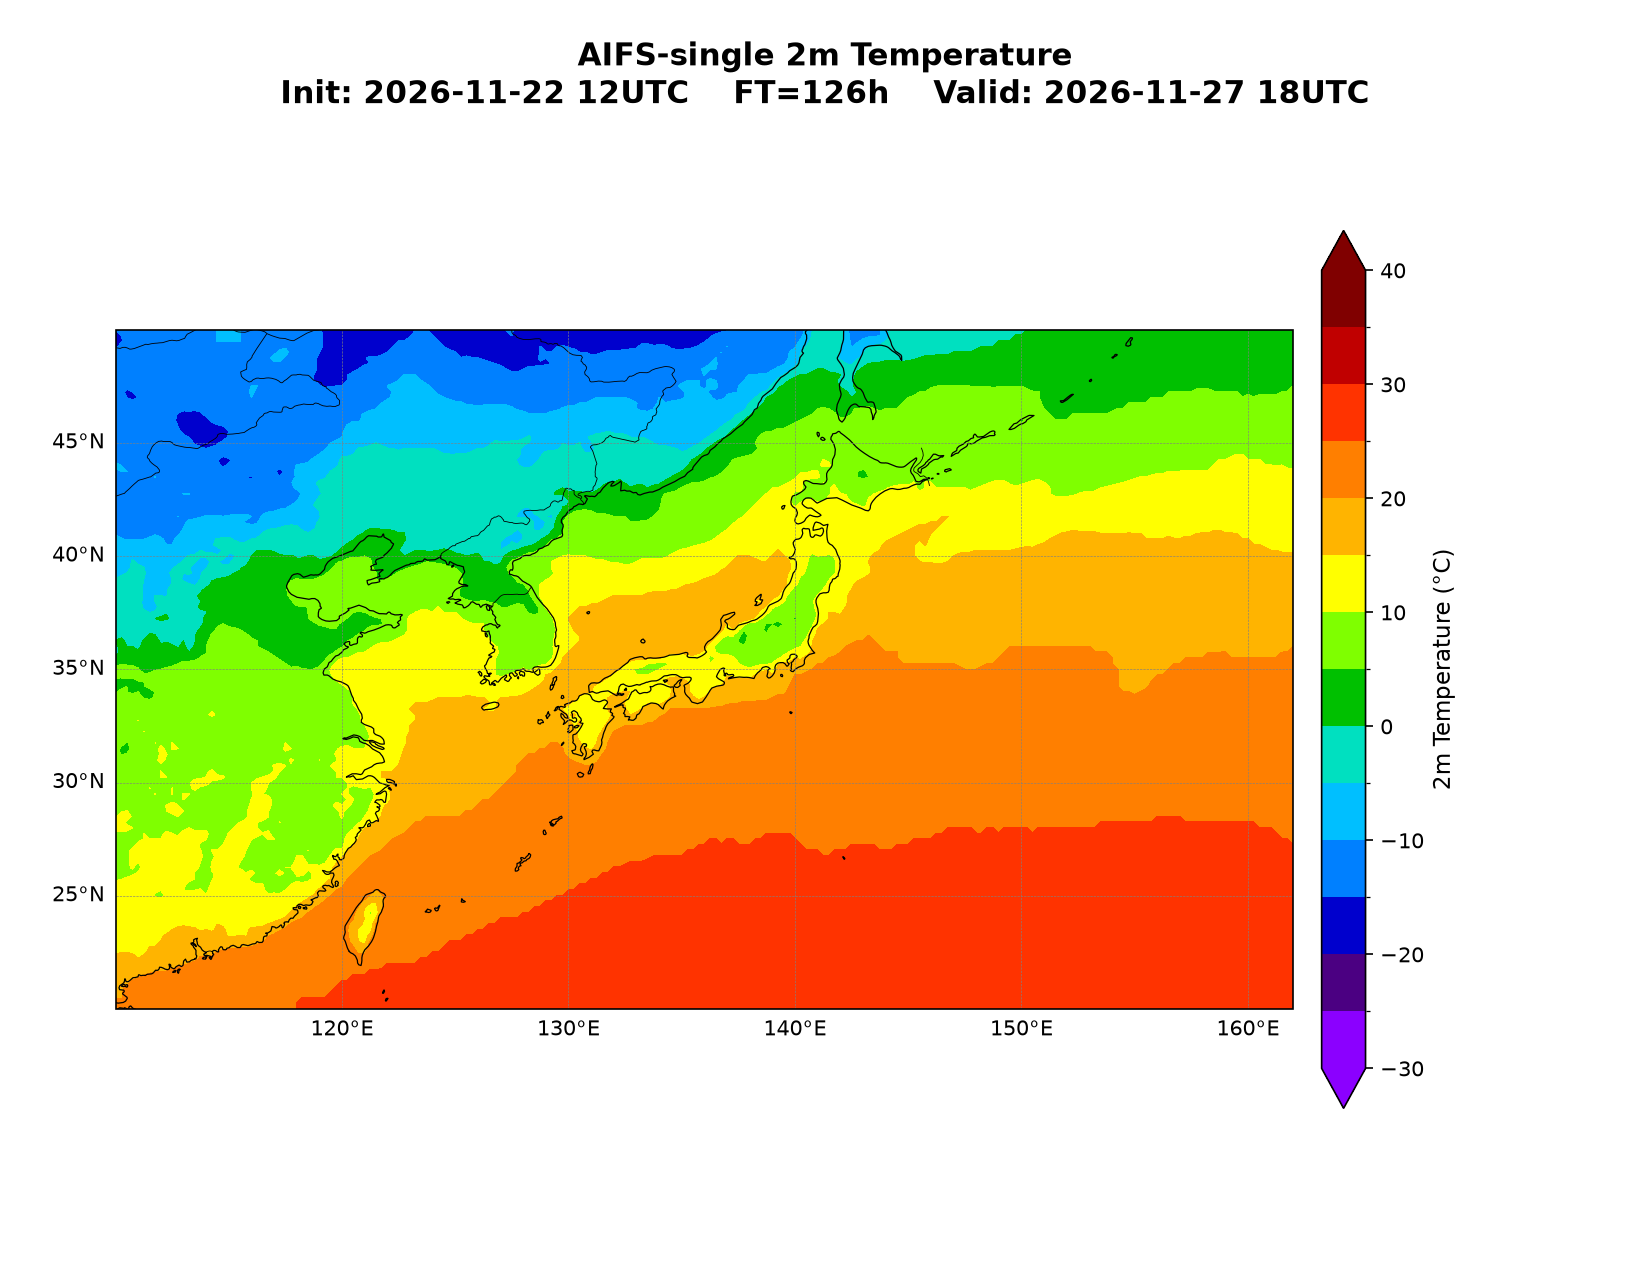 AIFS-single 2m Temperature
Init: 2026-11-22 12UTC    FT=126h    Valid: 2026-11-27 18UTC
45°N
40°N
35°N
30°N
25°N
120°E
130°E
140°E
150°E
160°E
40
30
20
10
0
−10
−20
−30
2m Temperature (°C)